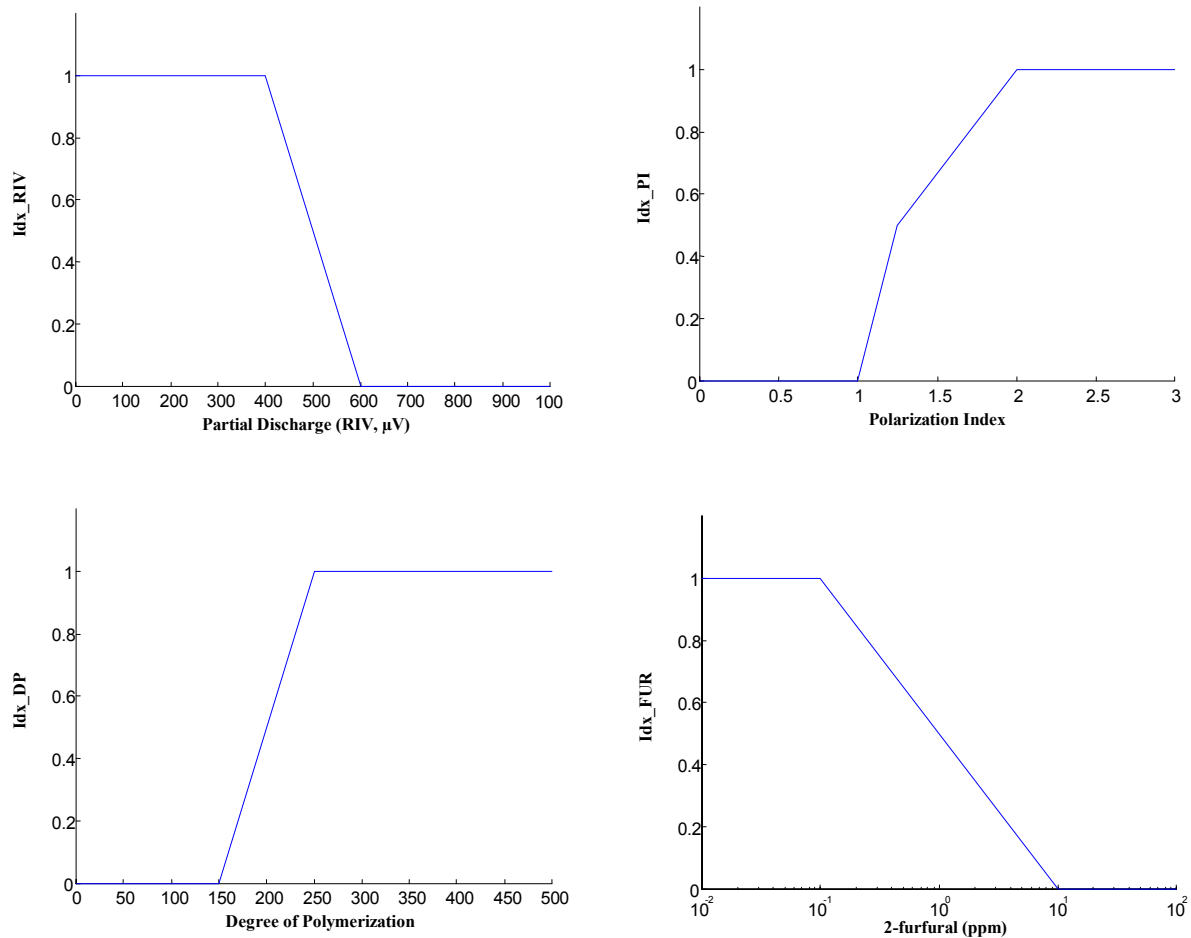 1
0.8
0.6
0.4
0.2
0
Idx_RIV
0 100 200 300 400 500 600 700 800 900 100
Partial Discharge (RIV, µV)
1
0.8
0.6
0.4
0.2
0
Idx_PI
0 0.5 1 1.5 2 2.5 3
Polarization Index
1
0.8
0.6
0.4
0.2
0
Idx_DP
0 50 100 150 200 250 300 350 400 450 500
Degree of Polymerization
1
0.8
0.6
0.4
0.2
0
Idx_FUR
10⁻² 10⁻¹ 10⁰ 10¹ 10²
2-furfural (ppm)